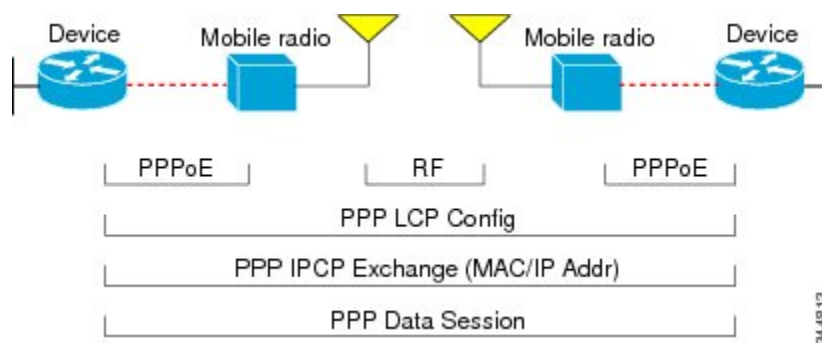 Device Mobile radio Mobile radio Device
PPPoE RF PPPoE
PPP LCP Config
PPP IPCP Exchange (MAC/IP Addr)
PPP Data Session